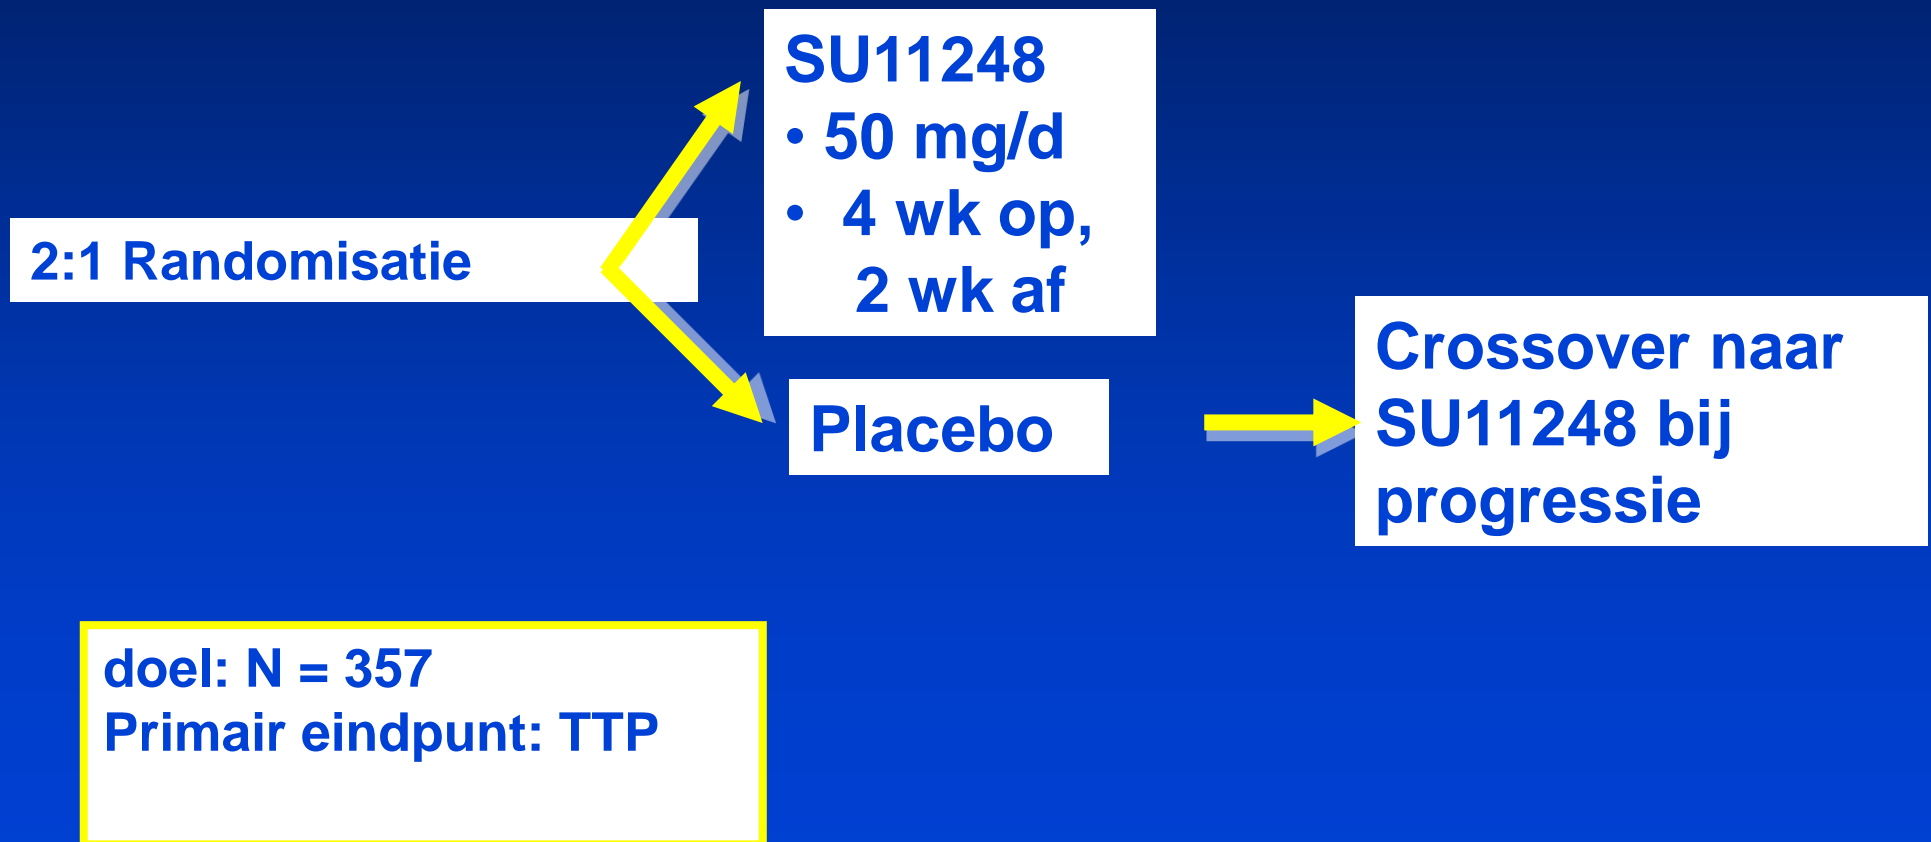 2:1 Randomisatie
SU11248
• 50 mg/d
• 4 wk op,
2 wk af
Placebo
Crossover naar
SU11248 bij
progressie
doel: N = 357
Primair eindpunt: TTP